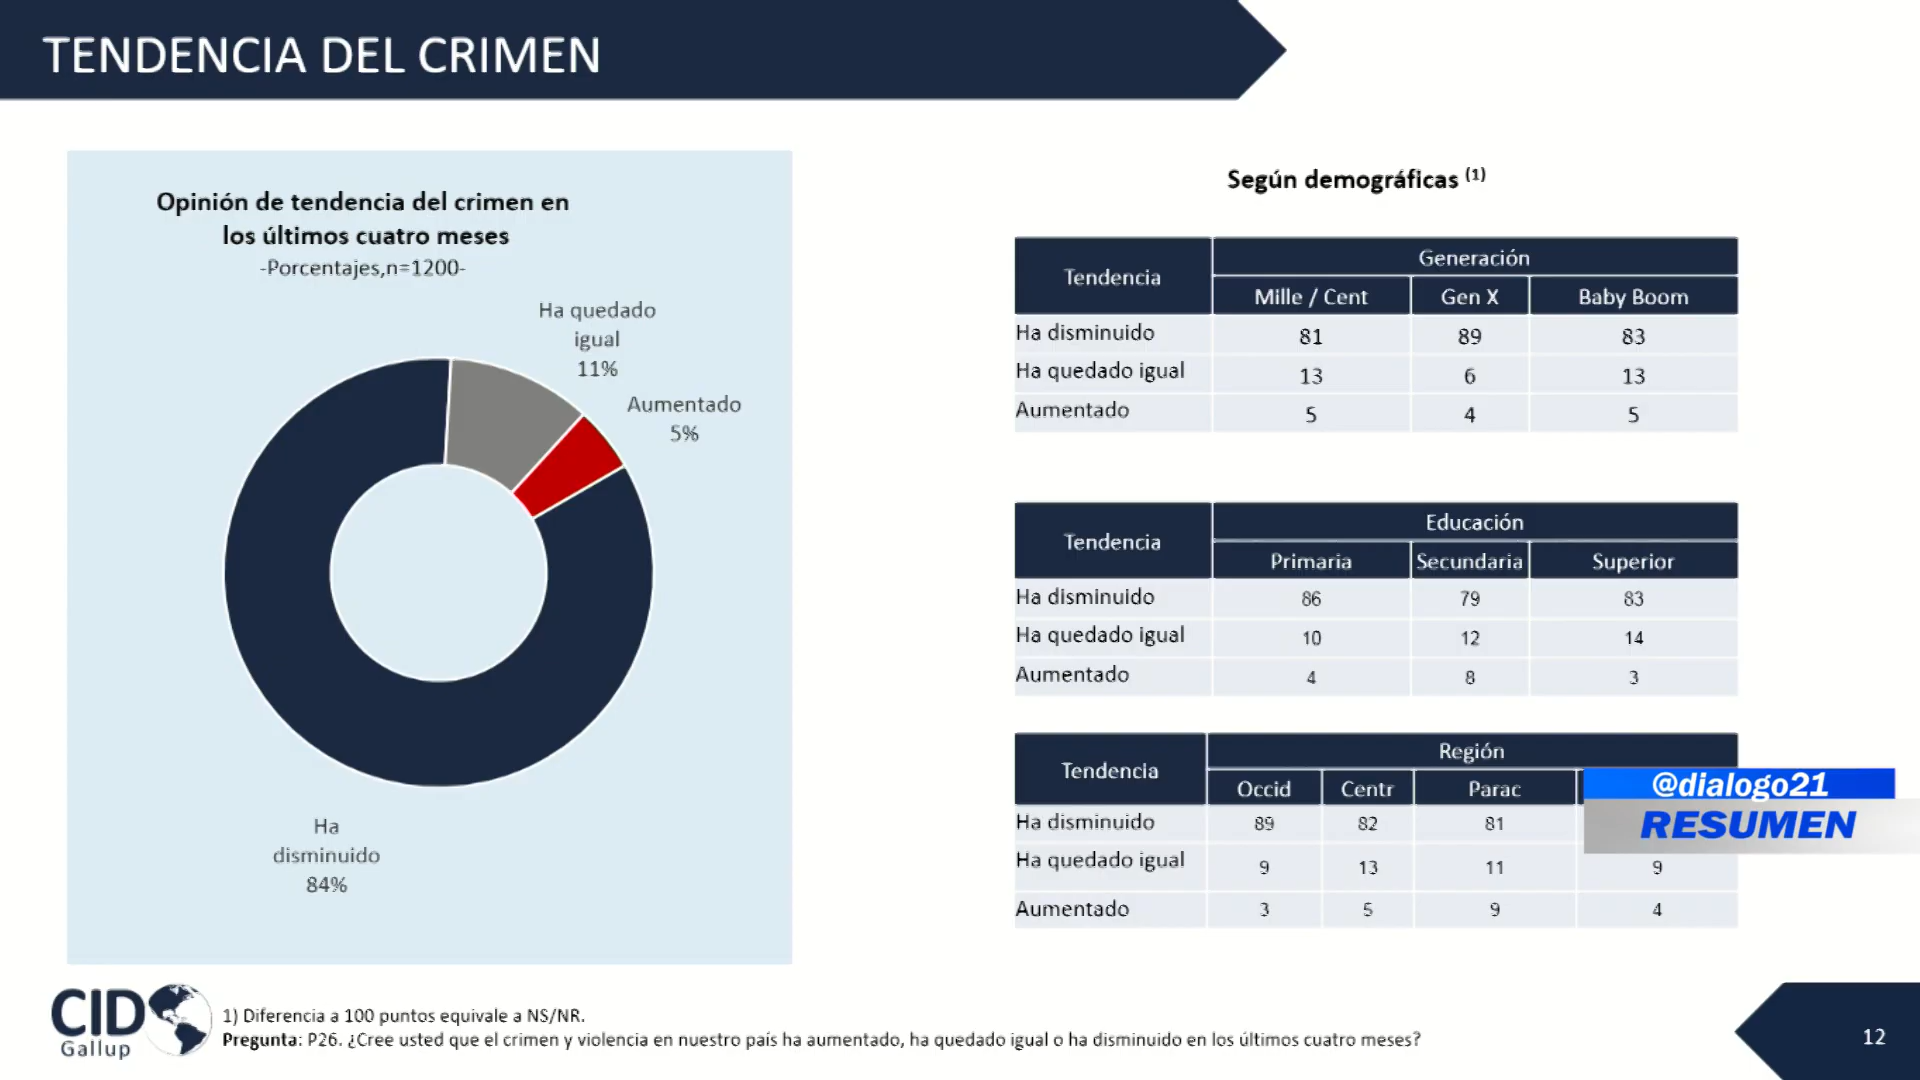 TENDENCIA DEL CRIMEN
Opinión de tendencia del crimen en
los últimos cuatro meses
-Porcentajes,n=1200-
Ha quedado
igual
11%
Aumentado
5%
Ha
disminuido
84%
Según demográficas (1)
Tendencia
Generación
Mille / Cent Gen X Baby Boom
Ha disminuido 81 89 83
Ha quedado igual 13 6 13
Aumentado 5 4 5
Tendencia
Educación
Primaria Secundaria Superior
Ha disminuido 86 79 83
Ha quedado igual 10 12 14
Aumentado 4 8 3
Tendencia
Región
Occid Centr Parac
Ha disminuido 89 82 81
Ha quedado igual 9 13 11 9
Aumentado 3 5 9 4
@dialogo21
RESUMEN
CID
Gallup
1) Diferencia a 100 puntos equivale a NS/NR.
Pregunta: P26. ¿Cree usted que el crimen y violencia en nuestro país ha aumentado, ha quedado igual o ha disminuido en los últimos cuatro meses?
12